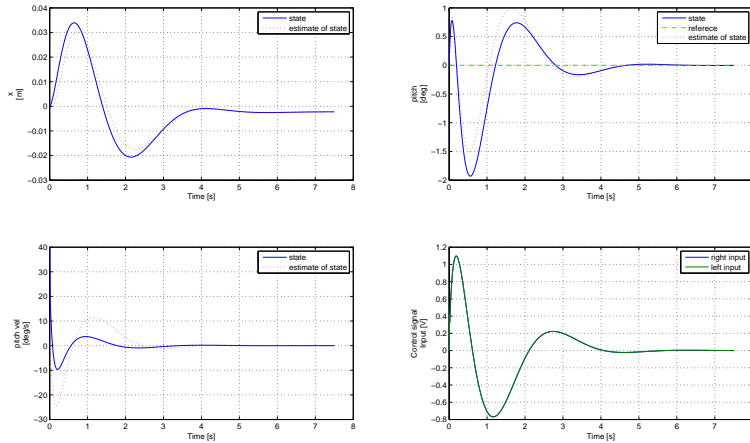 0.04
0.03
0.02
0.01
0
−0.01
−0.02
−0.03
x
[m]
0 1 2 3 4 5 6 7 8
Time [s]
state
estimate of state
1
0.5
0
−0.5
−1
−1.5
−2
pitch
[deg]
0 1 2 3 4 5 6 7
Time [s]
state
referece
estimate of state
40
30
20
10
0
−10
−20
−30
pitch vel
[deg/s]
0 1 2 3 4 5 6 7
Time [s]
state
estimate of state
1.2
1
0.8
0.6
0.4
0.2
0
−0.2
−0.4
−0.6
−0.8
Control signal
Input [V]
0 1 2 3 4 5 6 7
Time [s]
right input
left input